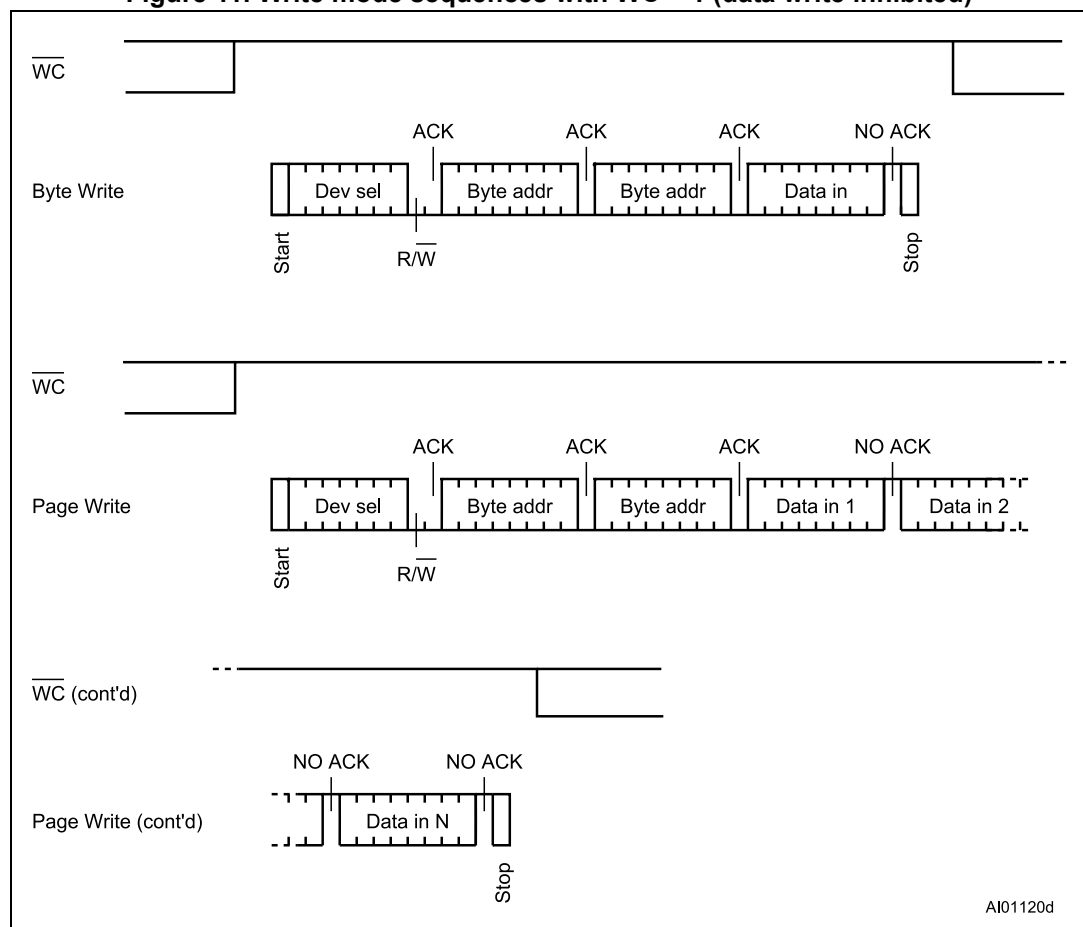 WC
ACK ACK ACK NO ACK
Byte Write Dev sel Byte addr Byte addr Data in
Start R/W Stop
WC
ACK ACK ACK NO ACK
Page Write Dev sel Byte addr Byte addr Data in 1 Data in 2
Start R/W
WC (cont'd)
NO ACK NO ACK
Page Write (cont'd) Data in N
Stop
AI01120d